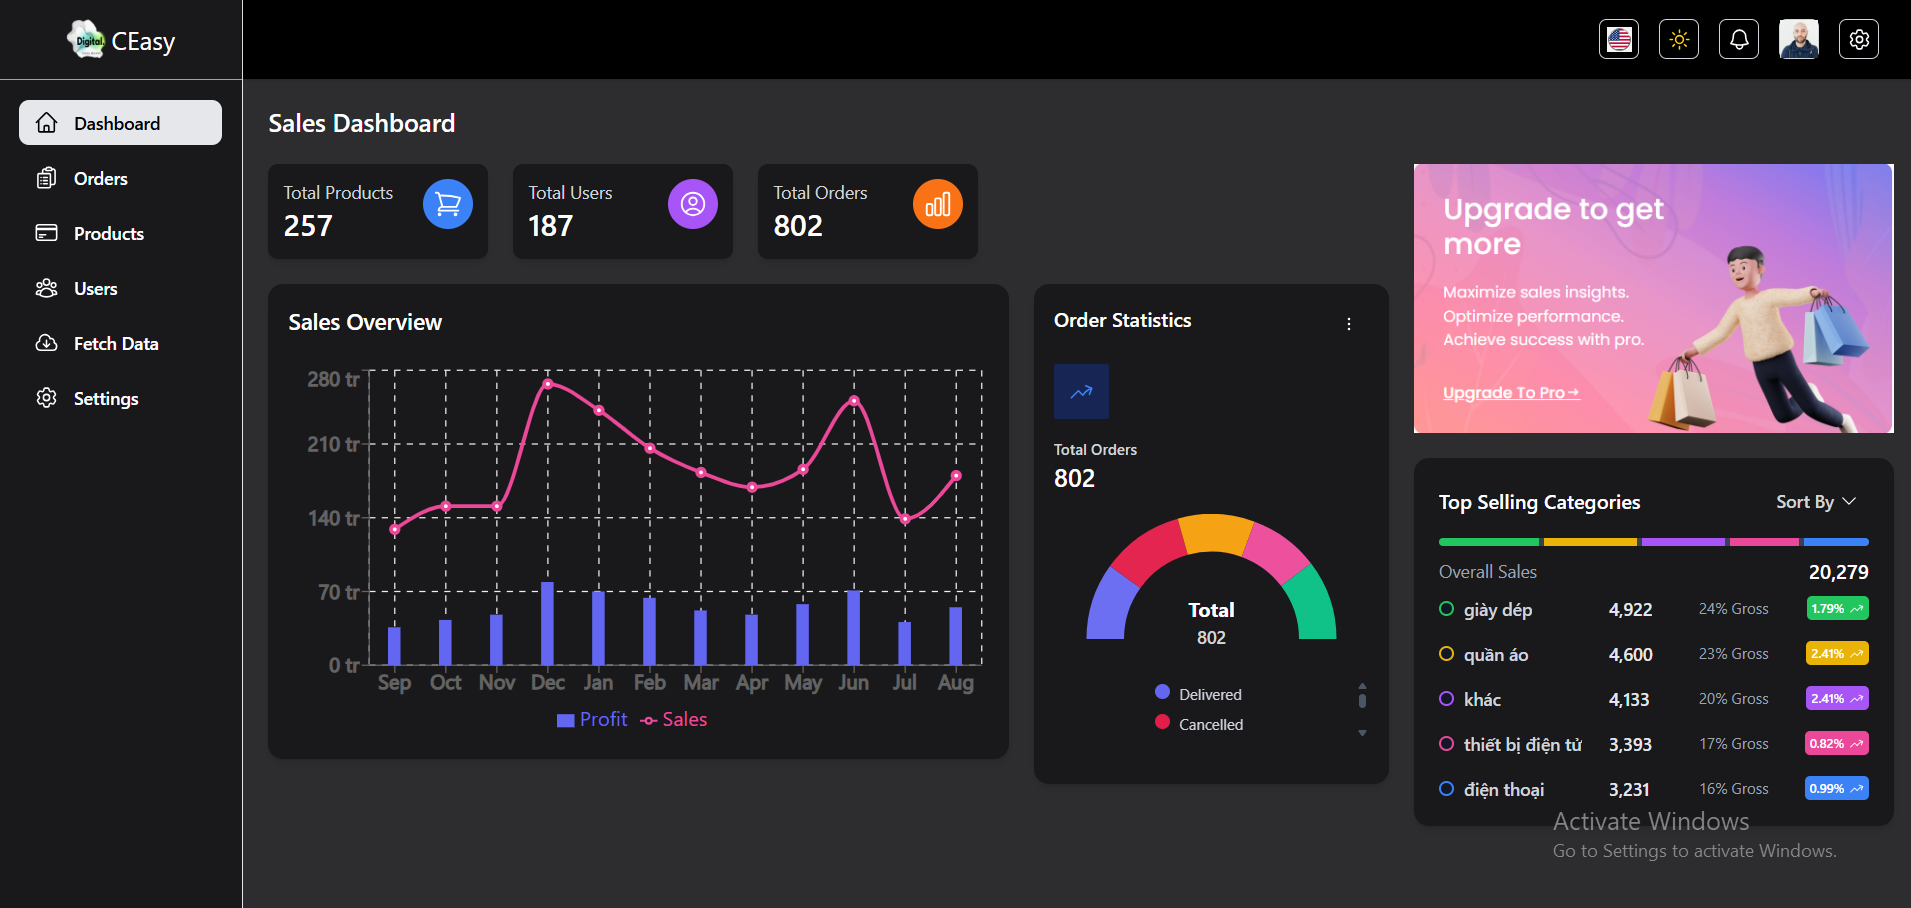 Digital
CEasy
Dashboard
Orders
Products
Users
Fetch Data
Settings
Sales Dashboard
Total Products
257
Total Users
187
Total Orders
802
Sales Overview
280 tr
210 tr
140 tr
70 tr
0 tr
Sep Oct Nov Dec Jan Feb Mar Apr May Jun Jul Aug
Profit Sales
Order Statistics
Total Orders
802
Total
802
Delivered
Cancelled
Upgrade to get
more
Maximize sales insights.
Optimize performance.
Achieve success with pro.
Upgrade To Pro→
Top Selling Categories Sort By
Overall Sales 20,279
giày dép 4,922 24% Gross 1.79%
quần áo 4,600 23% Gross 2.41%
khác 4,133 20% Gross 2.41%
thiết bị điện tử 3,393 17% Gross 0.82%
điện thoại 3,231 16% Gross 0.99%
Activate Windows
Go to Settings to activate Windows.